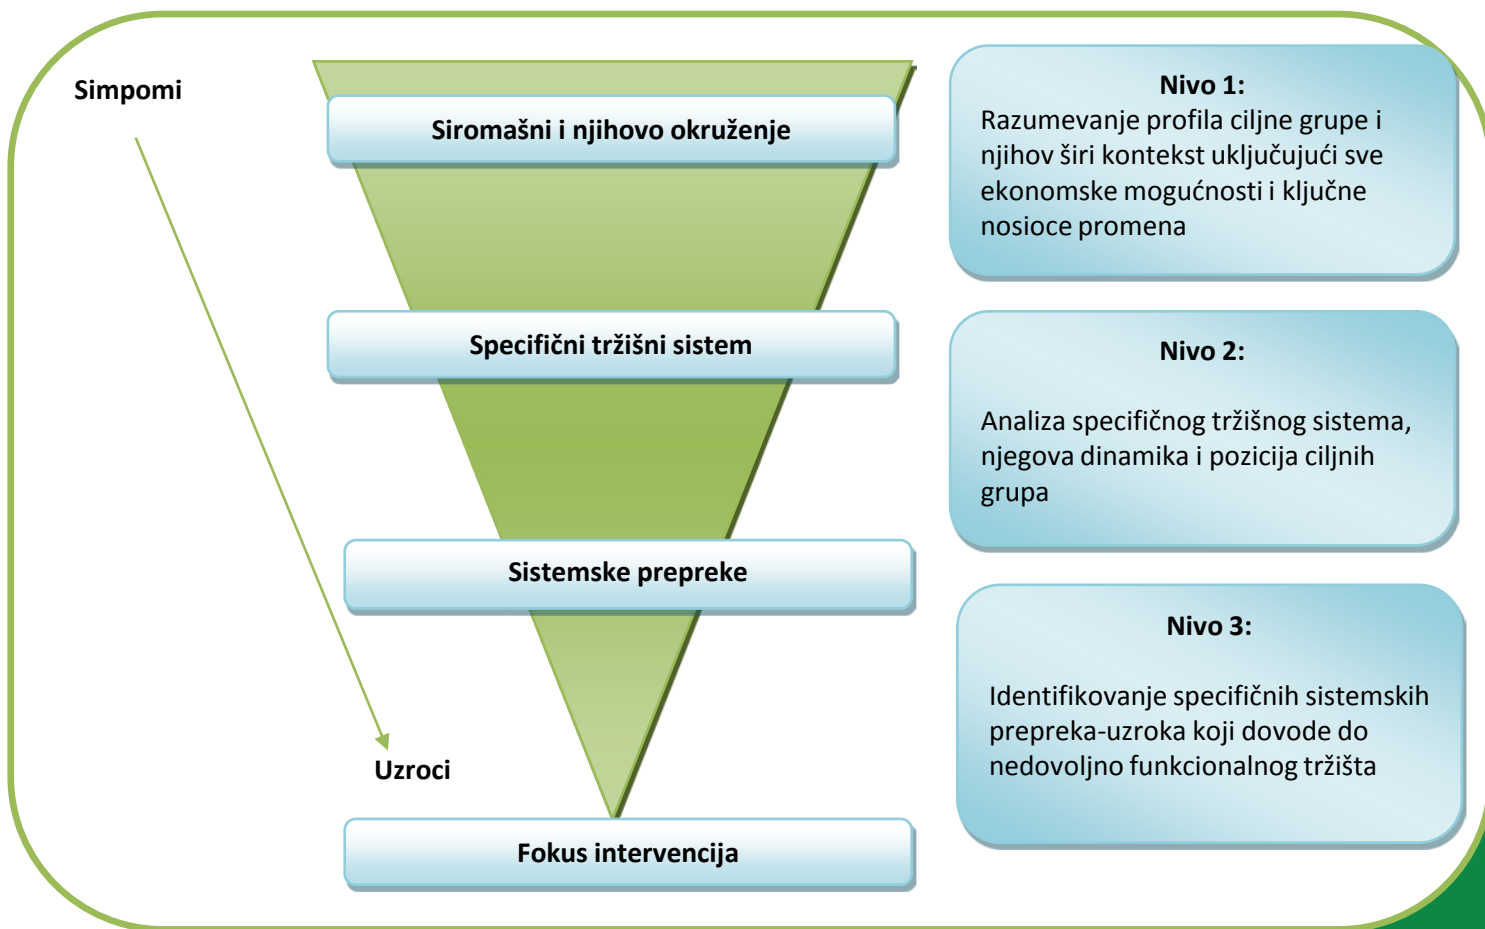 Simpomi
Siromašni i njihovo okruženje
Specifični tržišni sistem
Sistemske prepreke
Uzroci
Fokus intervencija
Nivo 1:
Razumevanje profila ciljne grupe i
njihov širi kontekst uključujući sve
ekonomske mogućnosti i ključne
nosioce promena
Nivo 2:
Analiza specifičnog tržišnog sistema,
njegova dinamika i pozicija ciljnih
grupa
Nivo 3:
Identifikovanje specifičnih sistemskih
prepreka-uzroka koji dovode do
nedovoljno funkcionalnog tržišta